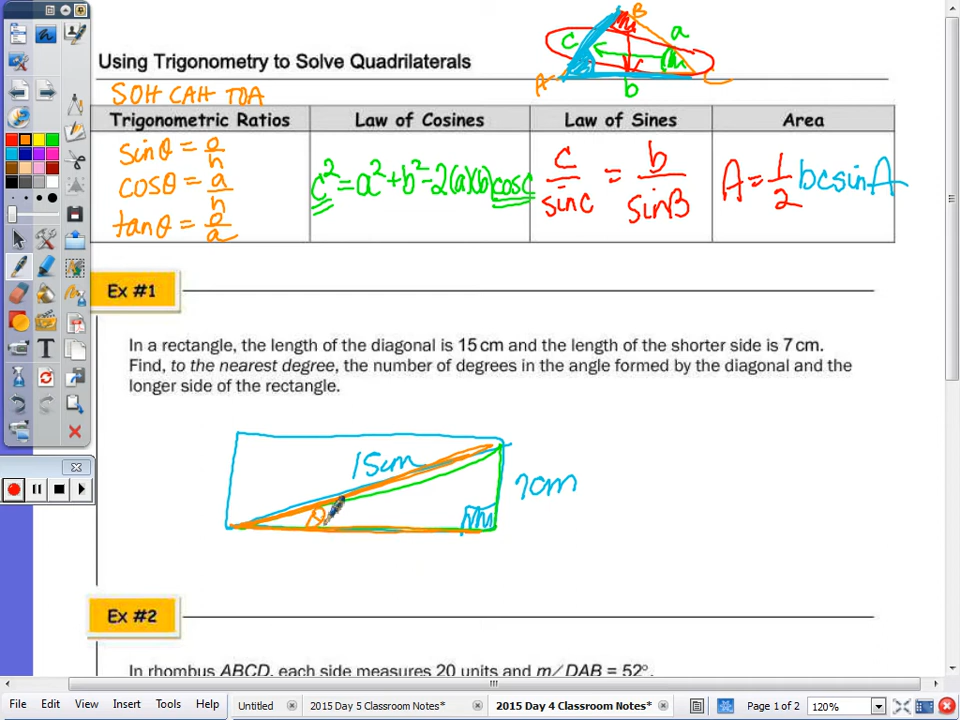 B
a
c
A
C
b
Using Trigonometry to Solve Quadrilaterals
SOH CAH TOA
Trigonometric Ratios
Law of Cosines
Law of Sines
Area
sinθ = o/h
cosθ = a/h
tanθ = o/a
c² = a² + b² - 2(a)(b)cosC
c/sinC = b/sinB
A = 1/2 bcsinA
Ex #1
In a rectangle, the length of the diagonal is 15 cm and the length of the shorter side is 7 cm.
Find, to the nearest degree, the number of degrees in the angle formed by the diagonal and the
longer side of the rectangle.
15cm
7cm
θ
Ex #2
In rhombus ABCD, each side measures 20 units and m∠DAB = 52°.
File Edit View Insert Tools Help
Untitled
2015 Day 5 Classroom Notes*
2015 Day 4 Classroom Notes*
Page 1 of 2
120%